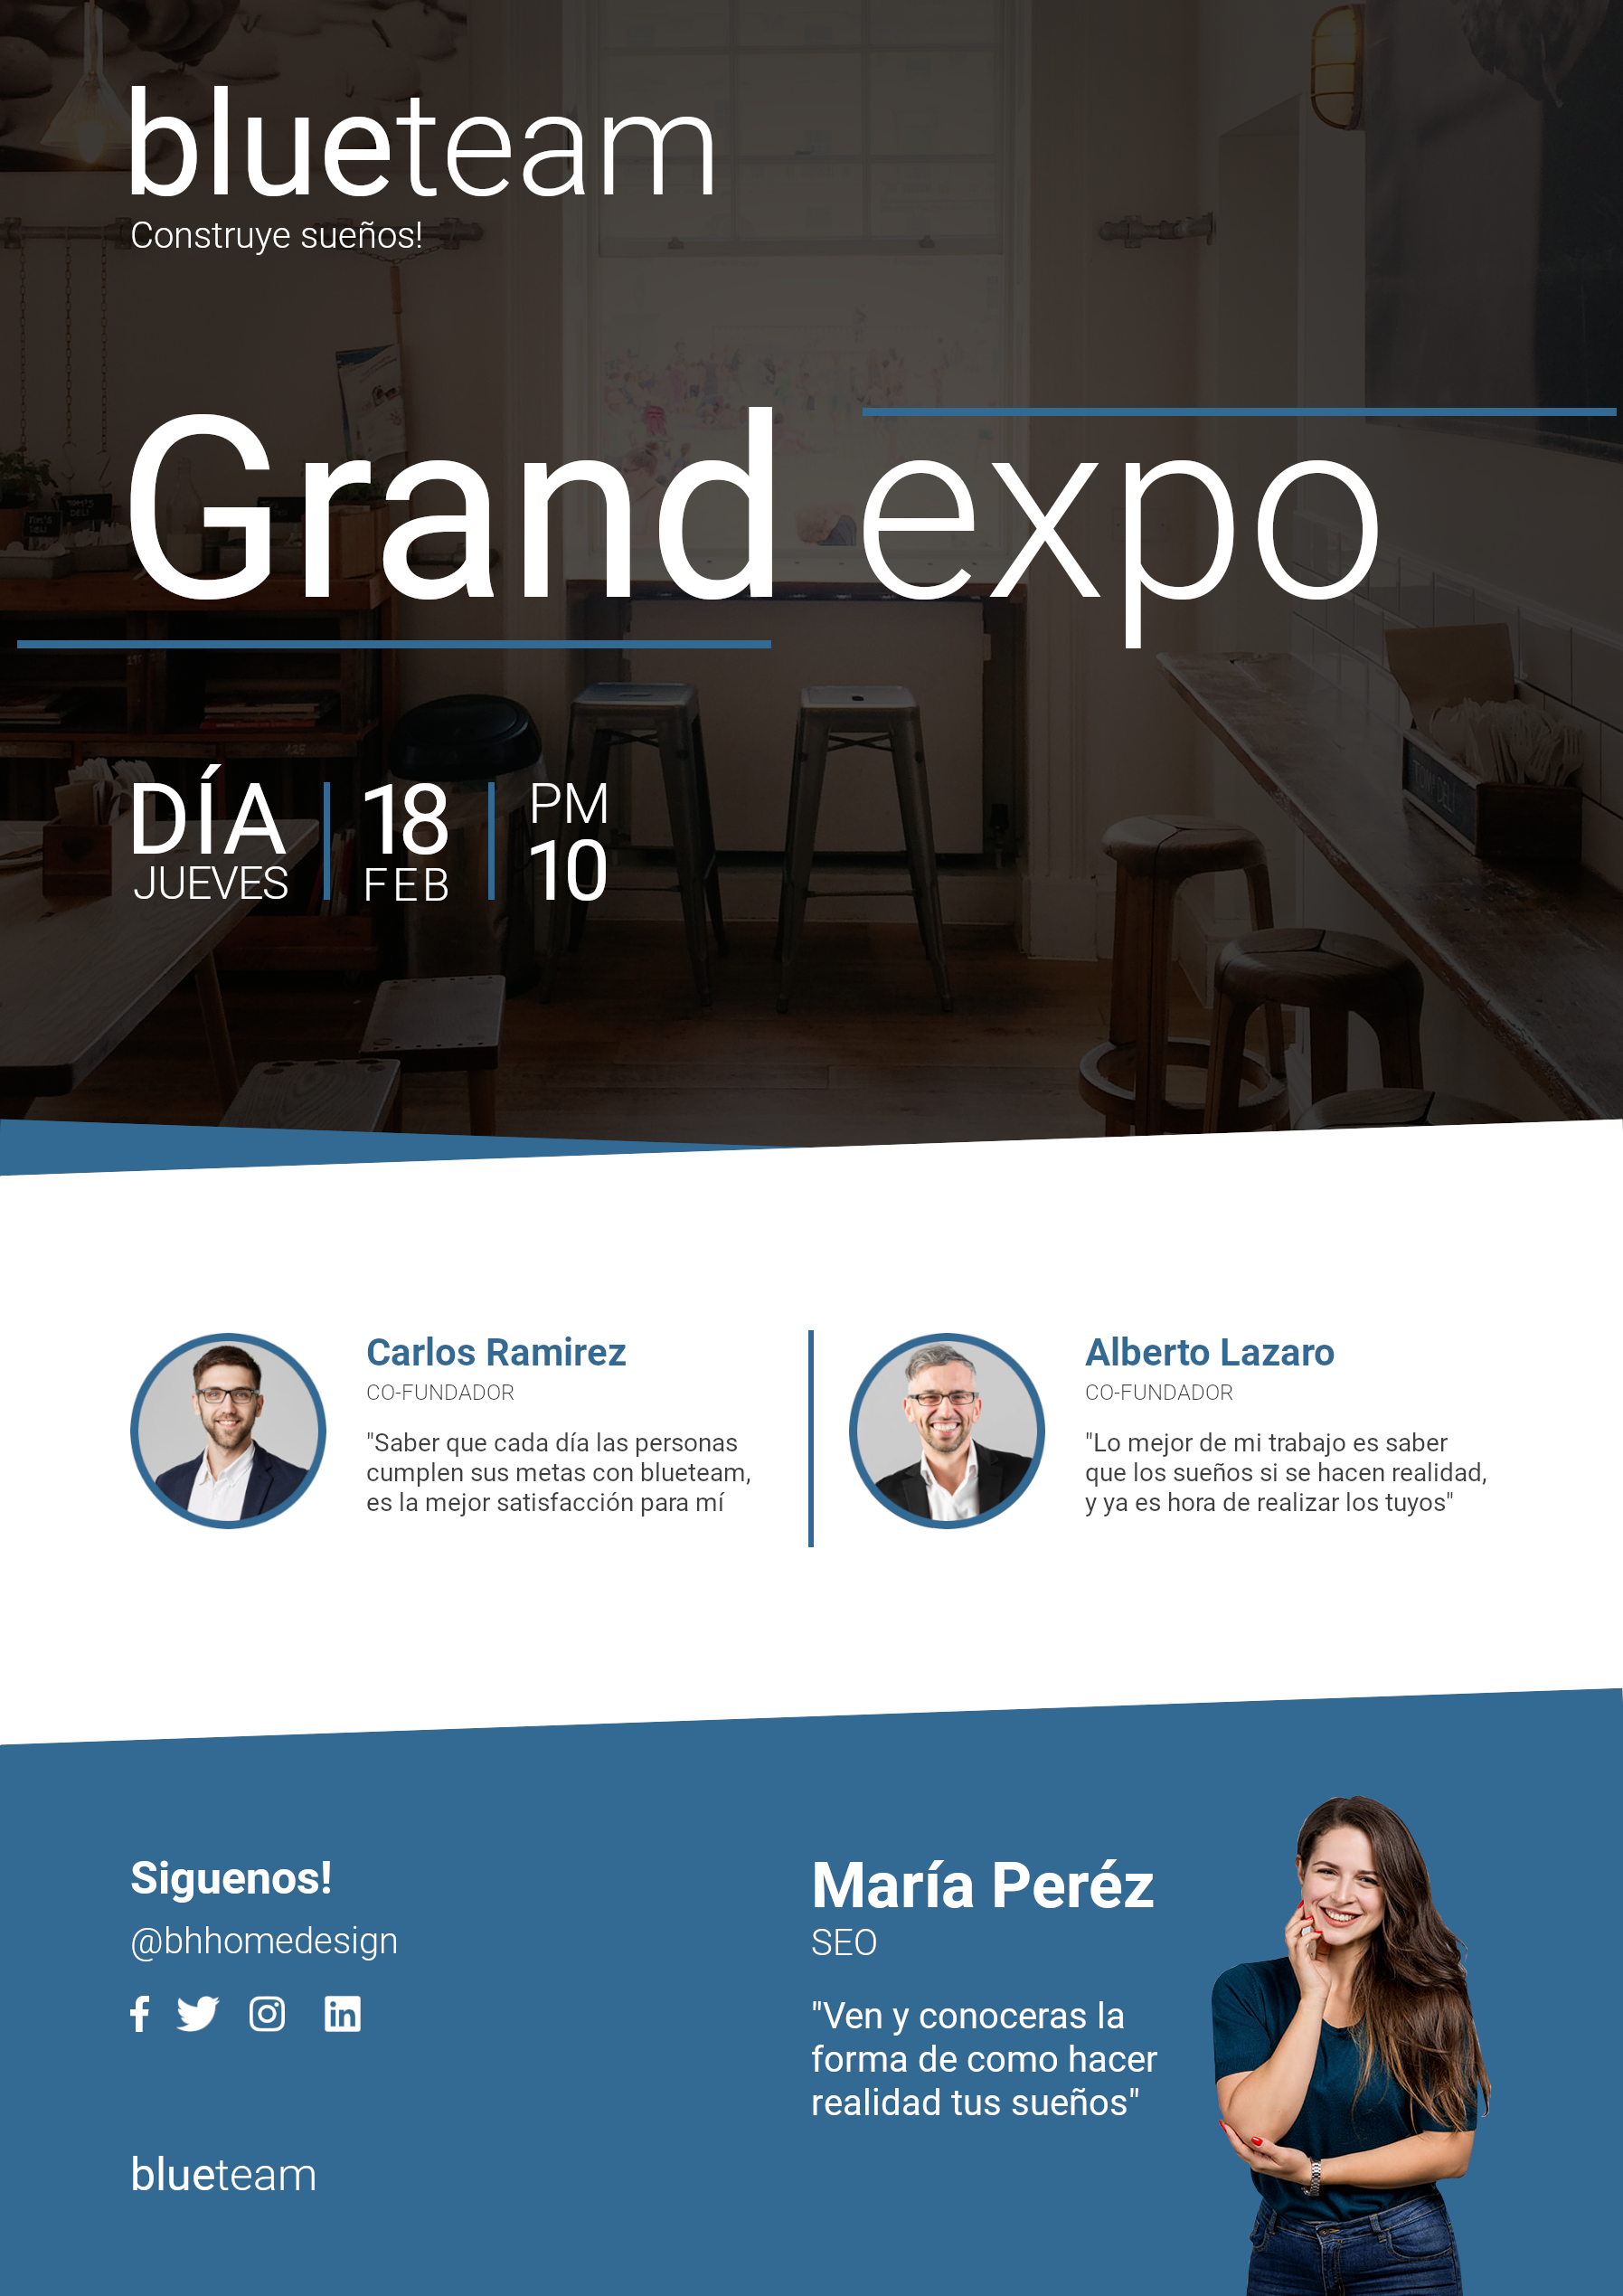 blueteam
Construye sueños!
Grand expo
DÍA
JUEVES
18
FEB
PM
10
Carlos Ramirez
CO-FUNDADOR
"Saber que cada día las personas
cumplen sus metas con blueteam,
es la mejor satisfacción para mí
Alberto Lazaro
CO-FUNDADOR
"Lo mejor de mi trabajo es saber
que los sueños si se hacen realidad,
y ya es hora de realizar los tuyos"
Siguenos!
@bhhomedesign
blueteam
María Peréz
SEO
"Ven y conoceras la
forma de como hacer
realidad tus sueños"